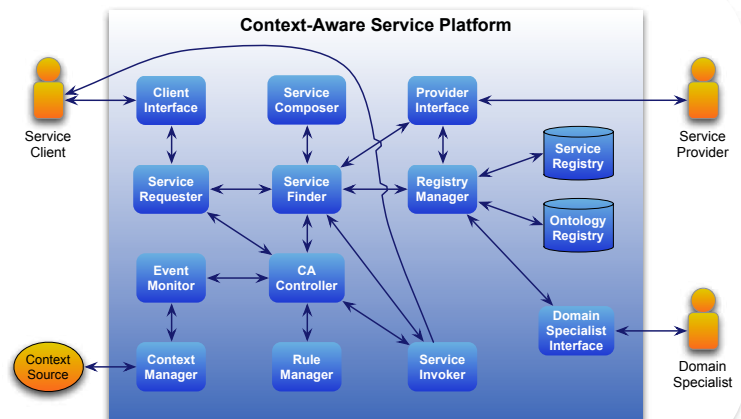 Context-Aware Service Platform
Client
Interface
Service
Composer
Provider
Interface
Service
Client
Service
Provider
Service
Registry
Service
Requester
Service
Finder
Registry
Manager
Ontology
Registry
Event
Monitor
CA
Controller
Domain
Specialist
Interface
Context
Source
Context
Manager
Rule
Manager
Service
Invoker
Domain
Specialist